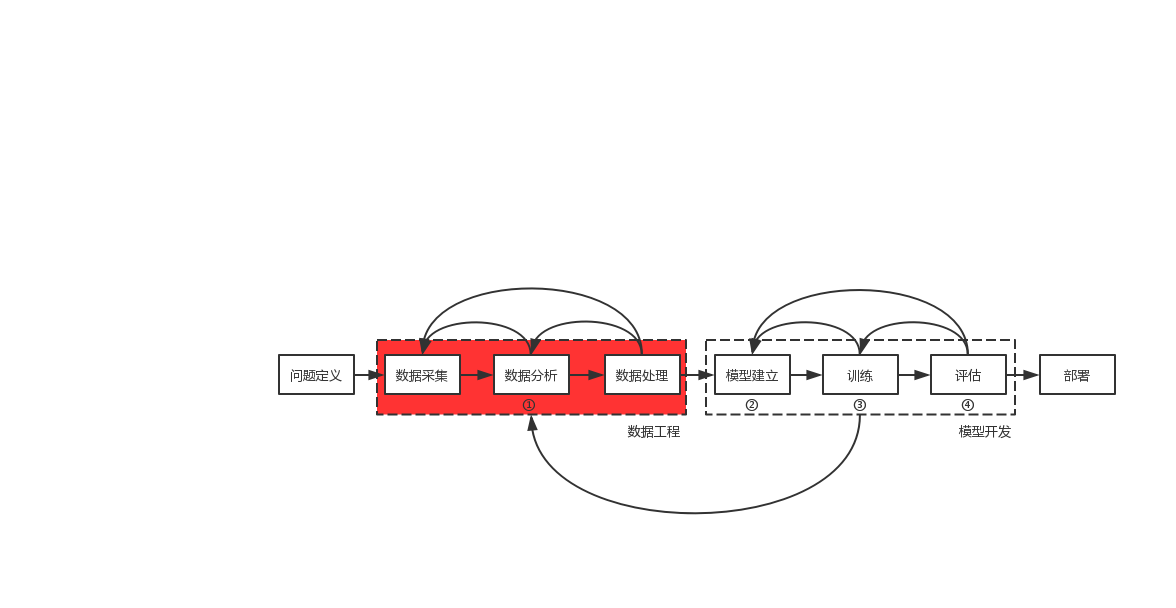 问题定义
数据采集
数据分析
数据处理
模型建立
训练
评估
部署
①
②
③
④
数据工程
模型开发